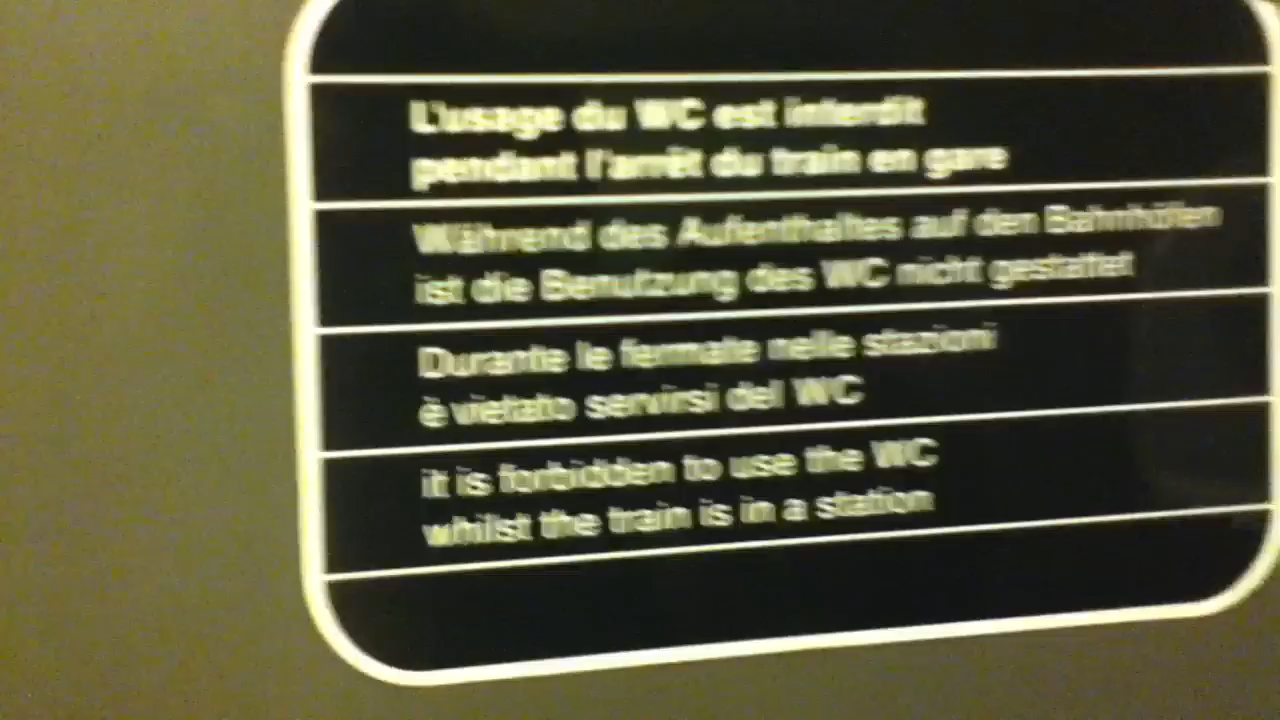 L'usage du WC est interdit
pendant l'arrêt du train en gare
Während des Aufenthaltes auf den Bahnhöfen
ist die Benutzung des WC nicht gestattet
Durante le fermate nelle stazioni
è vietato servirsi del WC
it is forbidden to use the WC
whilst the train is in a station